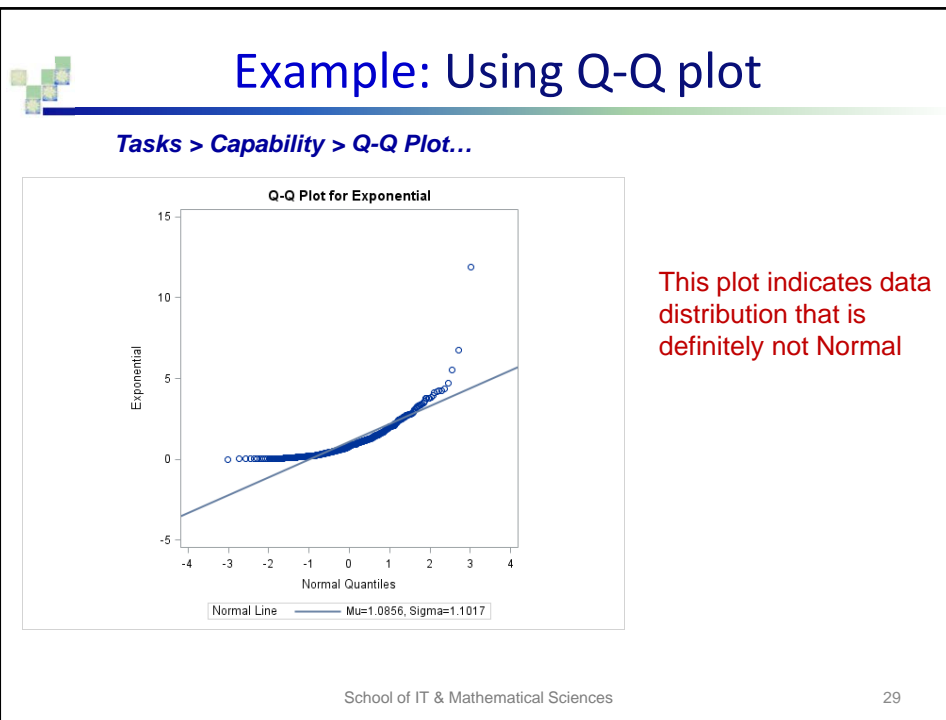 Example: Using Q-Q plot
Tasks > Capability > Q-Q Plot…
Q-Q Plot for Exponential
15
10
5
0
-5
Exponential
-4 -3 -2 -1 0 1 2 3 4
Normal Quantiles
Normal Line Mu=1.0856, Sigma=1.1017
This plot indicates data
distribution that is
definitely not Normal
School of IT & Mathematical Sciences 29